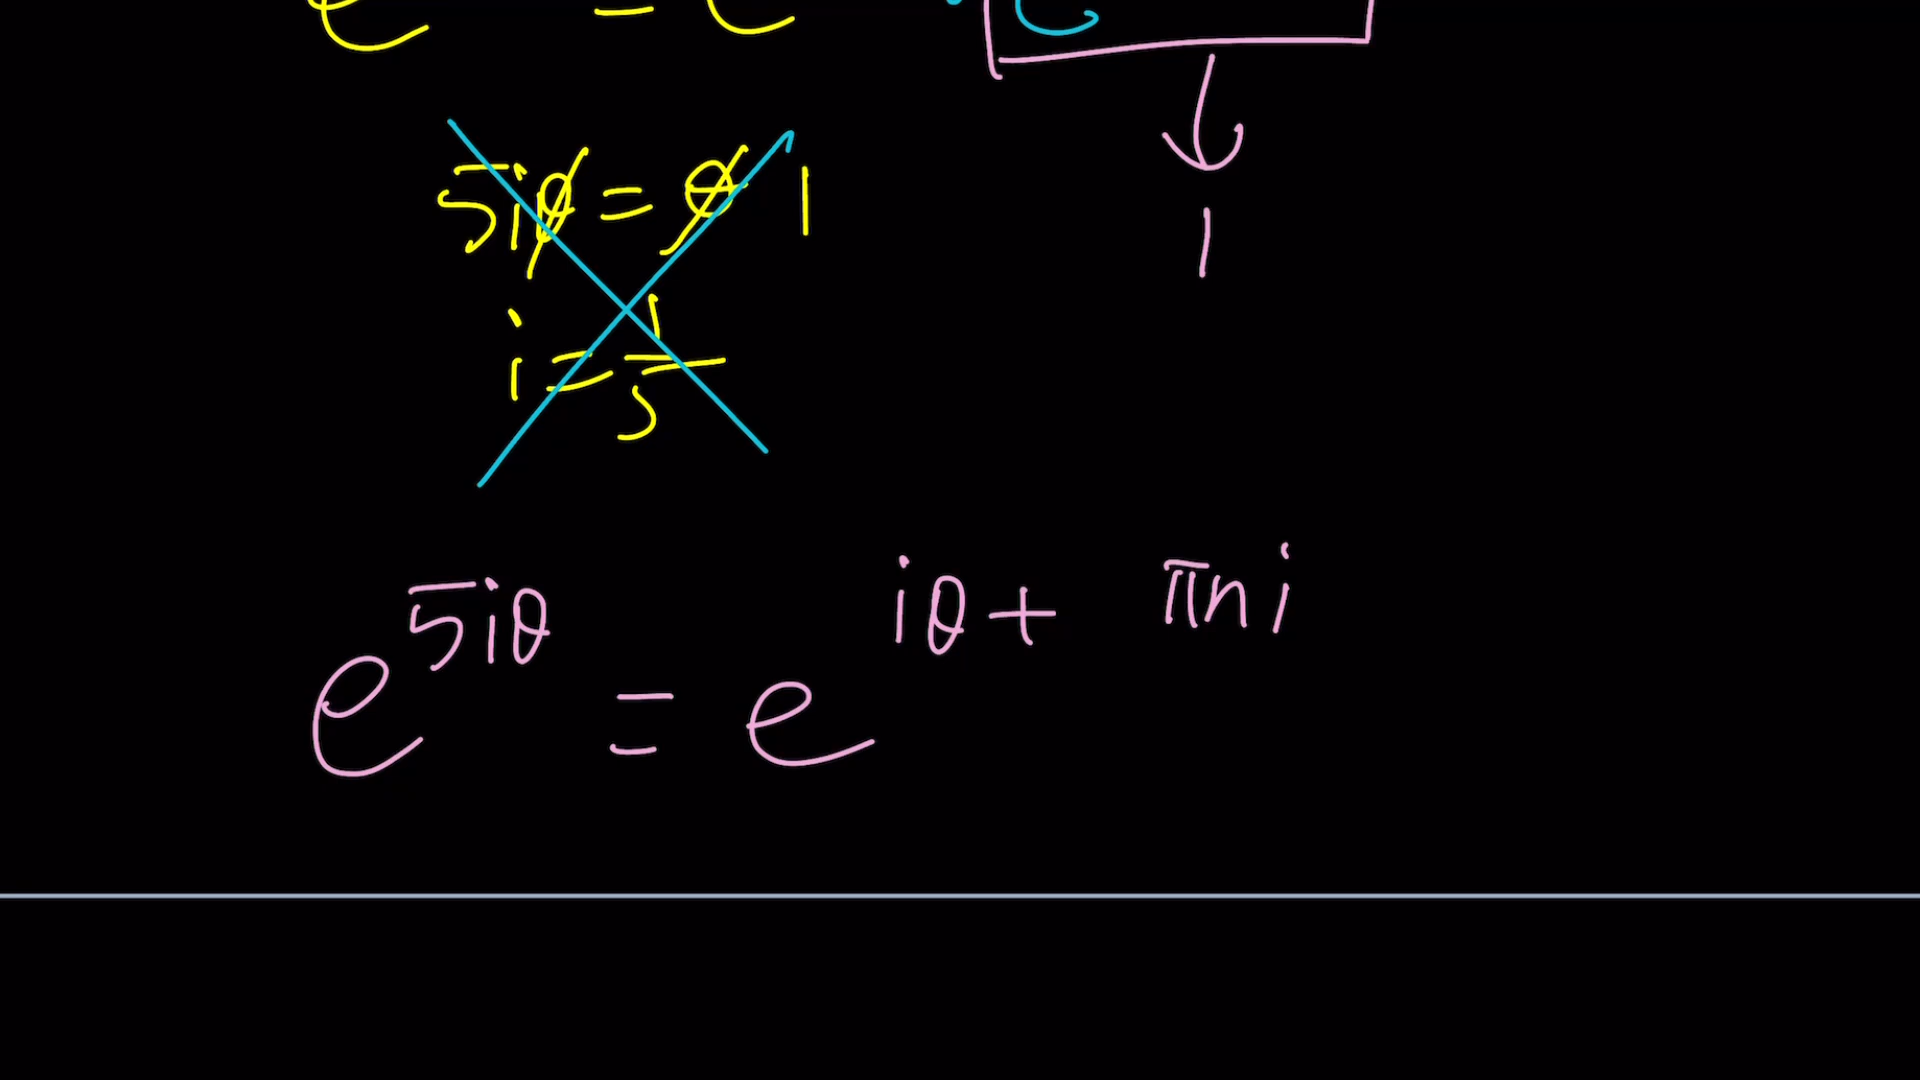 e = e · e
5iθ = θ 1
1
i = 1/5
e^{5iθ} = e^{iθ + πni}